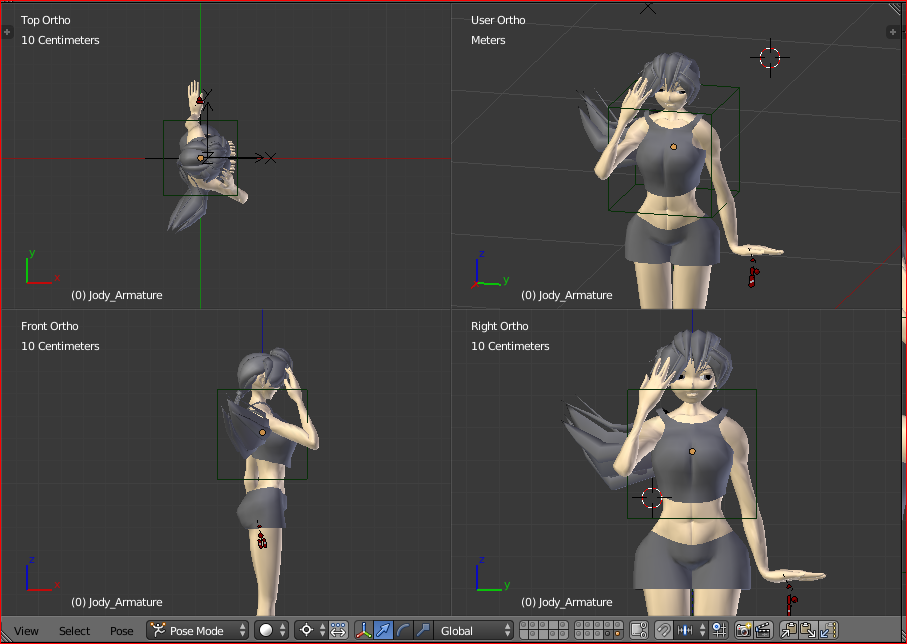 Top Ortho
10 Centimeters
y
x
(0) Jody_Armature
User Ortho
Meters
z
y
(0) Jody_Armature
Front Ortho
10 Centimeters
z
x
(0) Jody_Armature
Right Ortho
10 Centimeters
z
y
(0) Jody_Armature
View Select Pose Pose Mode Global